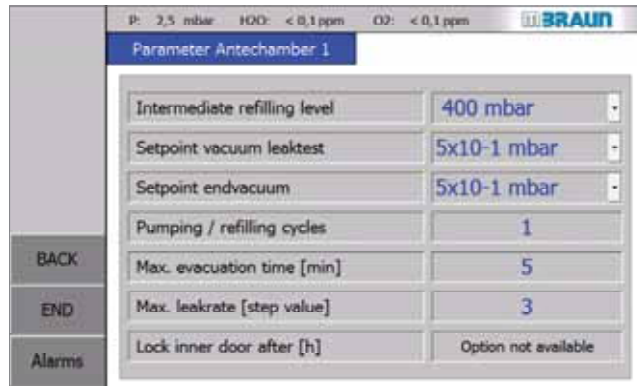 P: 2,5 mbar H2O: < 0,1 ppm O2: < 0,1 ppm MBRAUN
Parameter Antechamber 1
Intermediate refilling level 400 mbar
Setpoint vacuum leaktest 5x10-1 mbar
Setpoint endvacuum 5x10-1 mbar
Pumping / refilling cycles 1
BACK
Max. evacuation time [min] 5
END
Max. leakrate [step value] 3
Lock inner door after [h] Option not available
Alarms